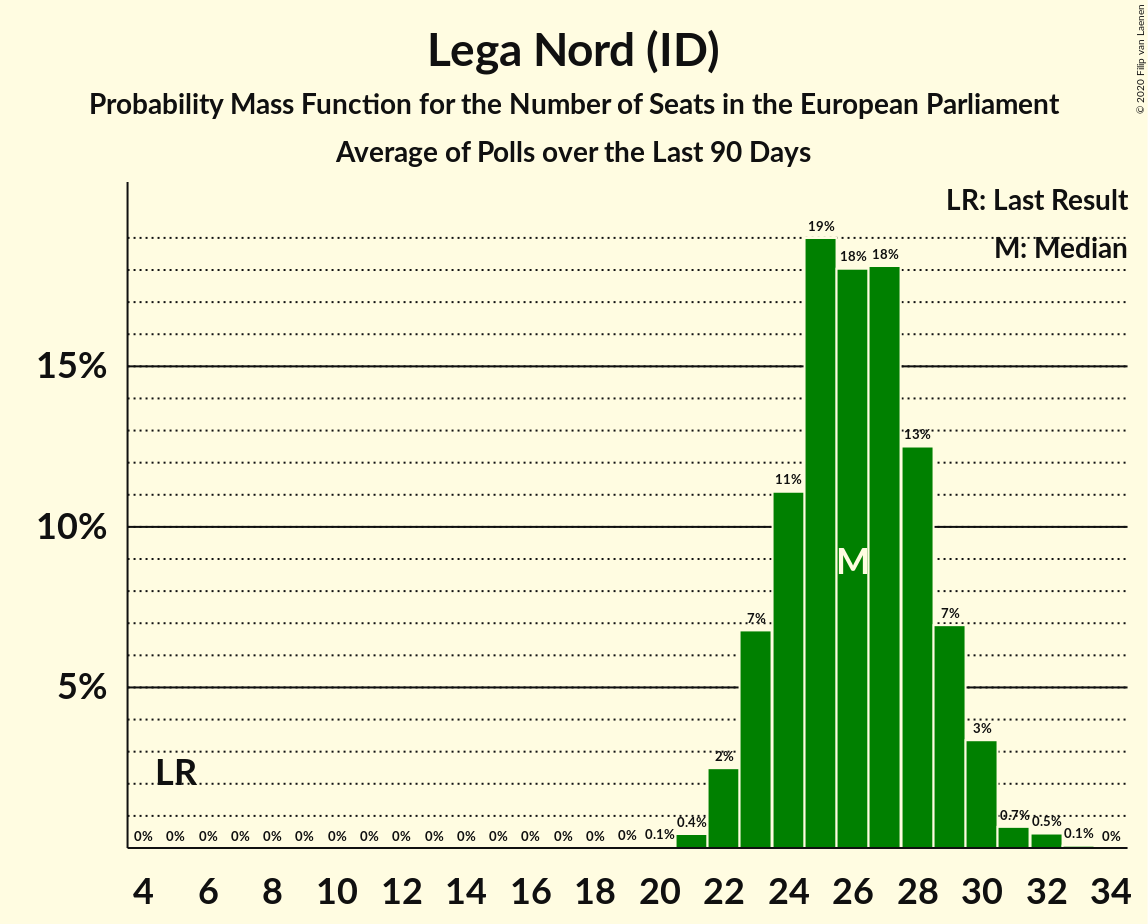 Lega Nord (ID)
Probability Mass Function for the Number of Seats in the European Parliament
Average of Polls over the Last 90 Days
© 2020 Filip van Laenen
LR: Last Result
M: Median
19%
18% 18%
15%
13%
11%
10%
M
7% 7%
5%
3%
2%
LR
0% 0% 0% 0% 0% 0% 0% 0% 0% 0% 0% 0% 0% 0% 0% 0% 0.1% 0.4% 0.7% 0.5% 0.1% 0%
4 6 8 10 12 14 16 18 20 22 24 26 28 30 32 34